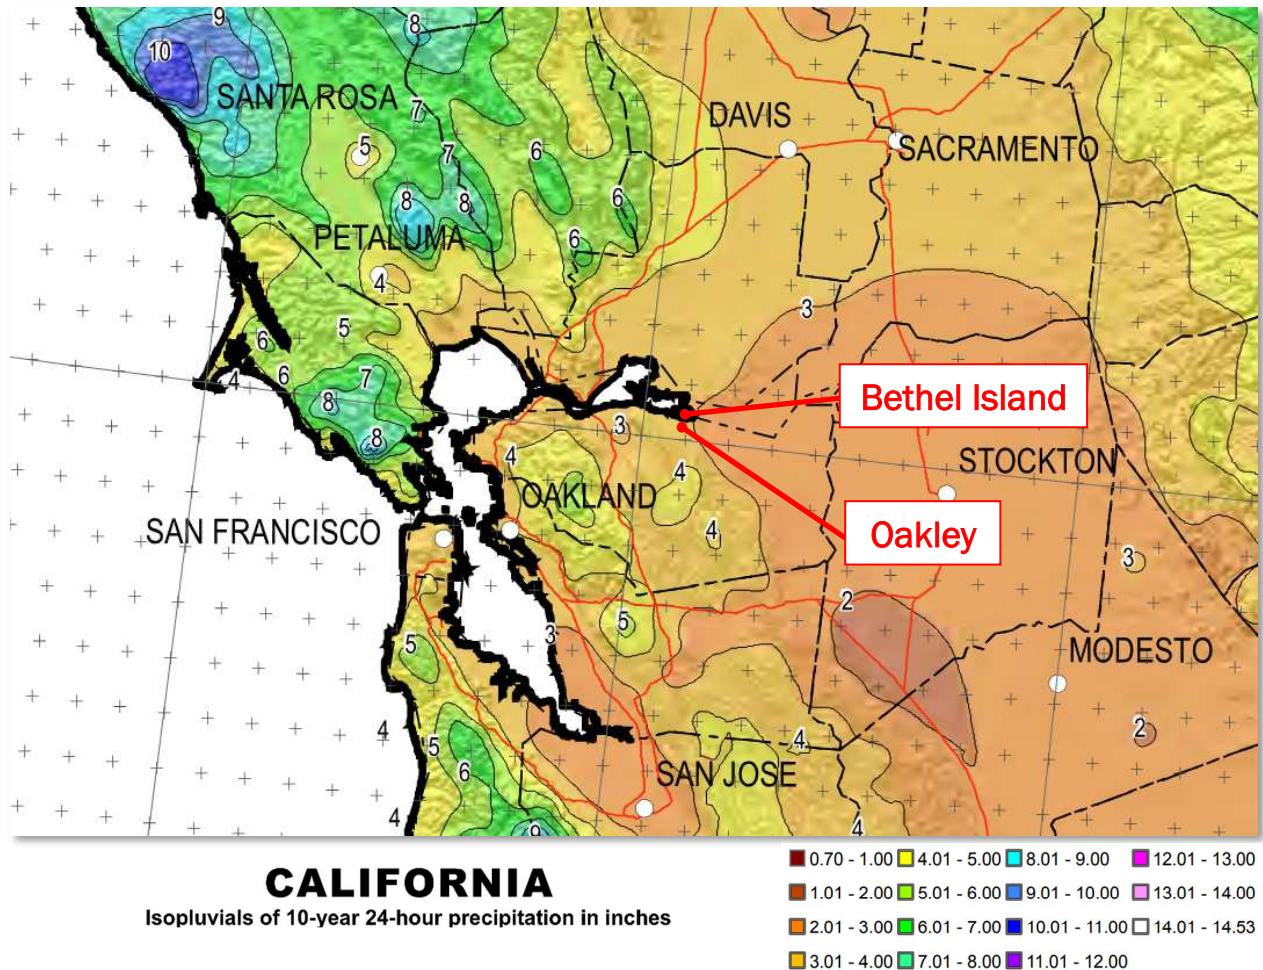 9
8
10
SANTA ROSA
7
DAVIS
5
7
6
SACRAMENTO
8
8
6
PETALUMA
6
4
3
5
6
4
6
7
8
Bethel Island
3
8
4
4
STOCKTON
OAKLAND
SAN FRANCISCO
4
Oakley
3
2
5
3
5
MODESTO
4
5
4
2
6
SAN JOSE
4
4
9
CALIFORNIA
Isopluvials of 10-year 24-hour precipitation in inches
0.70 - 1.00
4.01 - 5.00
8.01 - 9.00
12.01 - 13.00
1.01 - 2.00
5.01 - 6.00
9.01 - 10.00
13.01 - 14.00
2.01 - 3.00
6.01 - 7.00
10.01 - 11.00
14.01 - 14.53
3.01 - 4.00
7.01 - 8.00
11.01 - 12.00